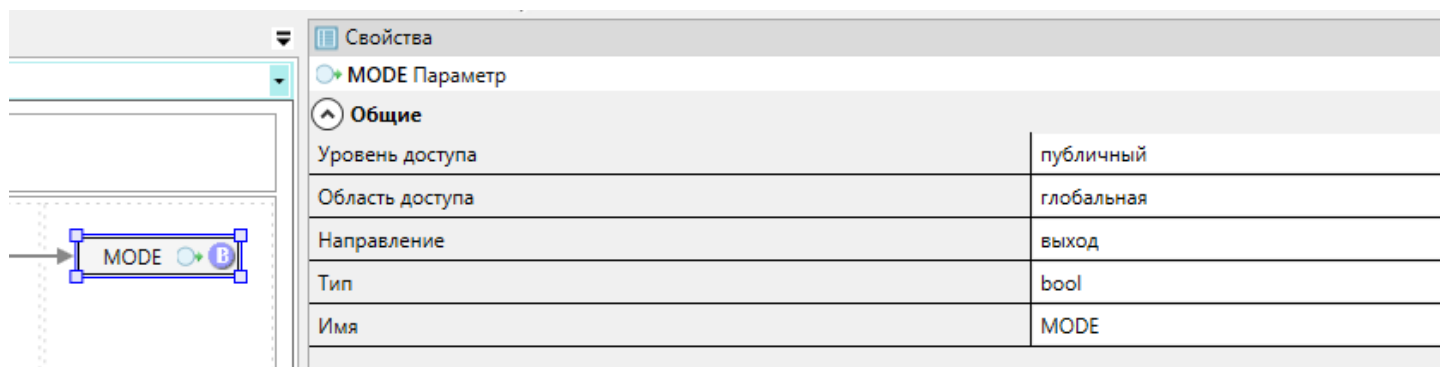 Свойства
MODE Параметр
Общие
Уровень доступа публичный
Область доступа глобальная
MODE B
Направление выход
Тип bool
Имя MODE